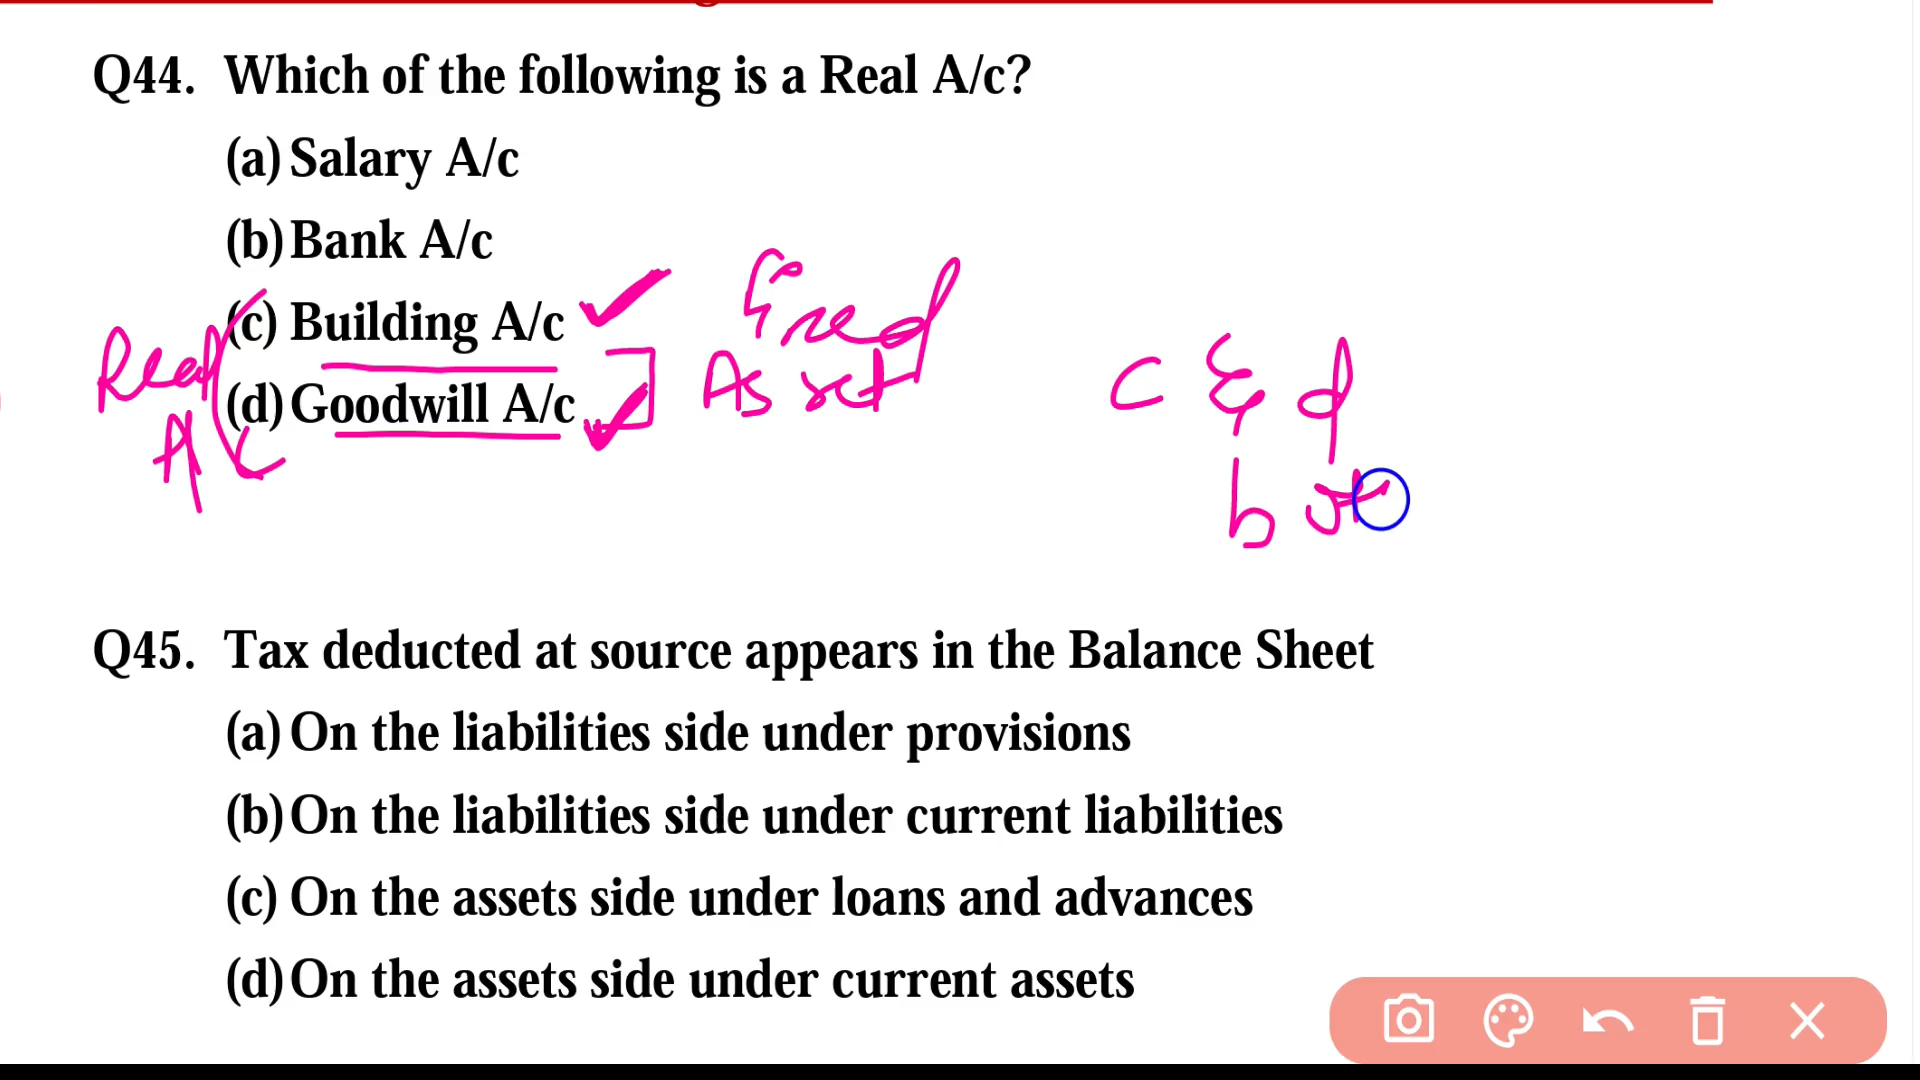 Q44. Which of the following is a Real A/c?
(a) Salary A/c
(b) Bank A/c
(c) Building A/c
Fixed
Real
(d) Goodwill A/c
Asset
c & d
A/c
both
Q45. Tax deducted at source appears in the Balance Sheet
(a) On the liabilities side under provisions
(b) On the liabilities side under current liabilities
(c) On the assets side under loans and advances
(d) On the assets side under current assets